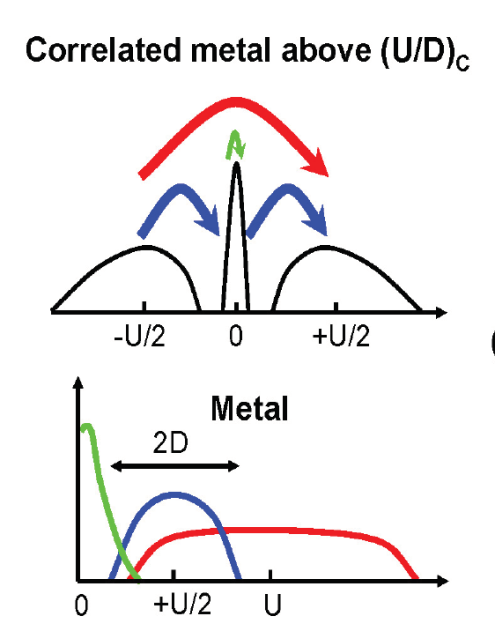 Correlated metal above (U/D)C
-U/2 0 +U/2
(
Metal
2D
0 +U/2 U